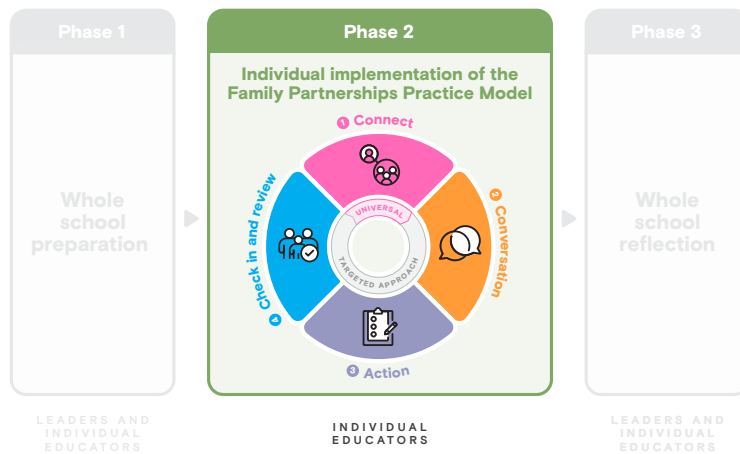 Phase 1
Whole
school
preparation
LEADERS AND
INDIVIDUAL
EDUCATORS
Phase 2
Individual implementation of the
Family Partnerships Practice Model
1 Connect
2 Conversation
3 Action
4 Check in and review
UNIVERSAL
TARGETED APPROACH
INDIVIDUAL
EDUCATORS
Phase 3
Whole
school
reflection
LEADERS AND
INDIVIDUAL
EDUCATORS